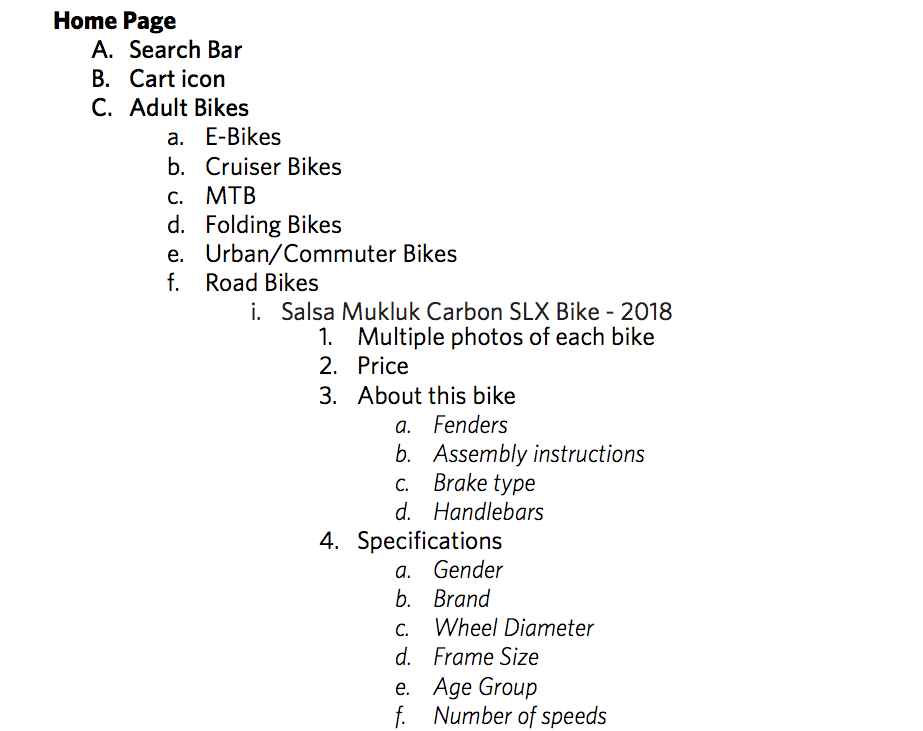 Home Page
A. Search Bar
B. Cart icon
C. Adult Bikes
a. E-Bikes
b. Cruiser Bikes
c. MTB
d. Folding Bikes
e. Urban/Commuter Bikes
f. Road Bikes
i. Salsa Mukluk Carbon SLX Bike - 2018
1. Multiple photos of each bike
2. Price
3. About this bike
a. Fenders
b. Assembly instructions
c. Brake type
d. Handlebars
4. Specifications
a. Gender
b. Brand
c. Wheel Diameter
d. Frame Size
e. Age Group
f. Number of speeds